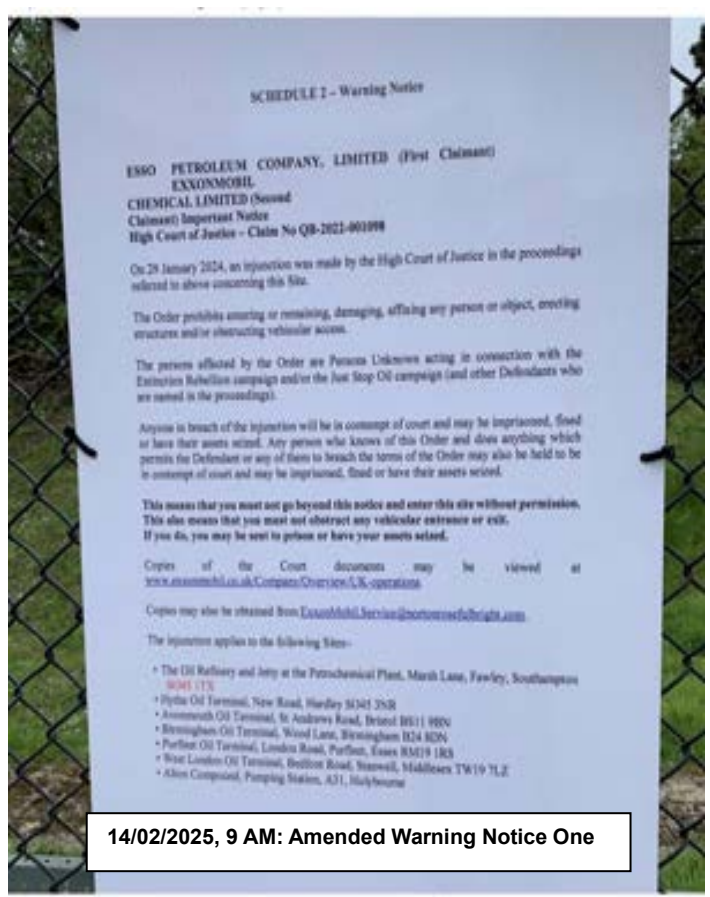 SCHEDULE 2 – Warning Notice
ESSO PETROLEUM COMPANY, LIMITED (First Claimant)
EXXONMOBIL
CHEMICAL LIMITED (Second
Claimant) Important Notice
High Court of Justice – Claim No QB-2022-001098
On 28 January 2024, an injunction was made by the High Court of Justice in the proceedings
referred to above concerning this Site.
The Order prohibits entering or remaining, damaging, affixing any person or object, erecting
structures and/or obstructing vehicular access.
The persons affected by the Order are Persons Unknown acting in connection with the
Extinction Rebellion campaign and/or the Just Stop Oil campaign (and other Defendants who
are named in the proceedings).
Anyone in breach of the injunction will be in contempt of court and may be imprisoned, fined
or have their assets seized. Any person who knows of this Order and does anything which
permits the Defendant or any of them to breach the terms of the Order may also be held to be
in contempt of court and may be imprisoned, fined or have their assets seized.
This means that you must not go beyond this notice and enter this site without permission.
This also means that you must not obstruct any vehicular entrance or exit.
If you do, you may be sent to prison or have your assets seized.
Copies of the Court documents may be viewed at
www.exxonmobil.co.uk/Company/Overview/UK-operations
Copies may also be obtained from ExxonMobil.Service@nortonrosefulbright.com
The injunction applies to the following Sites:-
• The Oil Refinery and Jetty at the Petrochemical Plant, Marsh Lane, Fawley, Southampton
SO45 1TX
• Hythe Oil Terminal, New Road, Hardley SO45 3NR
• Avonmouth Oil Terminal, St Andrews Road, Bristol BS11 9BN
• Birmingham Oil Terminal, Wood Lane, Birmingham B24 8DN
• Purfleet Oil Terminal, London Road, Purfleet, Essex RM19 1RS
• West London Oil Terminal, Bedfont Road, Stanwell, Middlesex TW19 7LZ
• Alton Compound, Pumping Station, A31, Holybourne
14/02/2025, 9 AM: Amended Warning Notice One